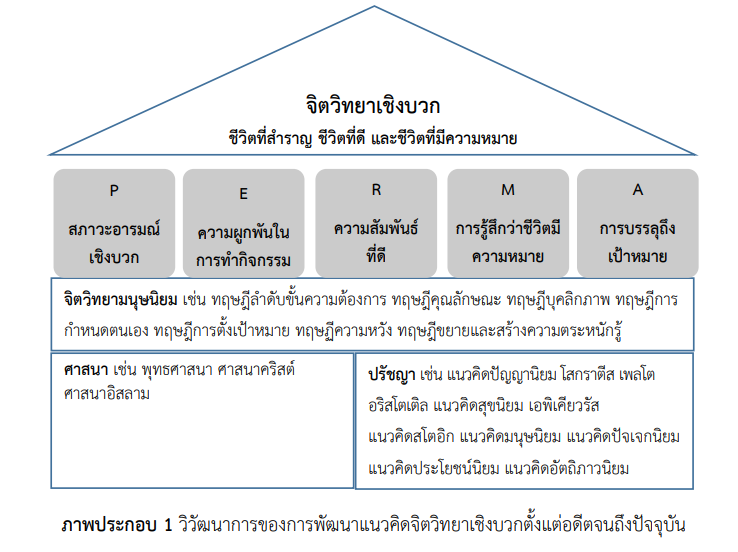 จิตวิทยาเชิงบวก
ชีวิตที่สำราญ ชีวิตที่ดี และชีวิตที่มีความหมาย
P
สภาวะอารมณ์
เชิงบวก
E
ความผูกพันใน
การทำกิจกรรม
R
ความสัมพันธ์
ที่ดี
M
การรู้สึกว่าชีวิตมี
ความหมาย
A
การบรรลุถึง
เป้าหมาย
จิตวิทยามนุษนิยม เช่น ทฤษฎีลำดับขั้นความต้องการ ทฤษฎีคุณลักษณะ ทฤษฎีบุคลิกภาพ ทฤษฎีการ
กำหนดตนเอง ทฤษฎีการตั้งเป้าหมาย ทฤษฏีความหวัง ทฤษฎีขยายและสร้างความตระหนักรู้
ศาสนา เช่น พุทธศาสนา ศาสนาคริสต์
ศาสนาอิสลาม
ปรัชญา เช่น แนวคิดปัญญานิยม โสกราตีส เพลโต
อริสโตเติล แนวคิดสุขนิยม เอพิเคียวรัส
แนวคิดสโตอิก แนวคิดมนุษนิยม แนวคิดปัจเจกนิยม
แนวคิดประโยชน์นิยม แนวคิดอัตถิภาวนิยม
ภาพประกอบ 1 วิวัฒนาการของการพัฒนาแนวคิดจิตวิทยาเชิงบวกตั้งแต่อดีตจนถึงปัจจุบัน